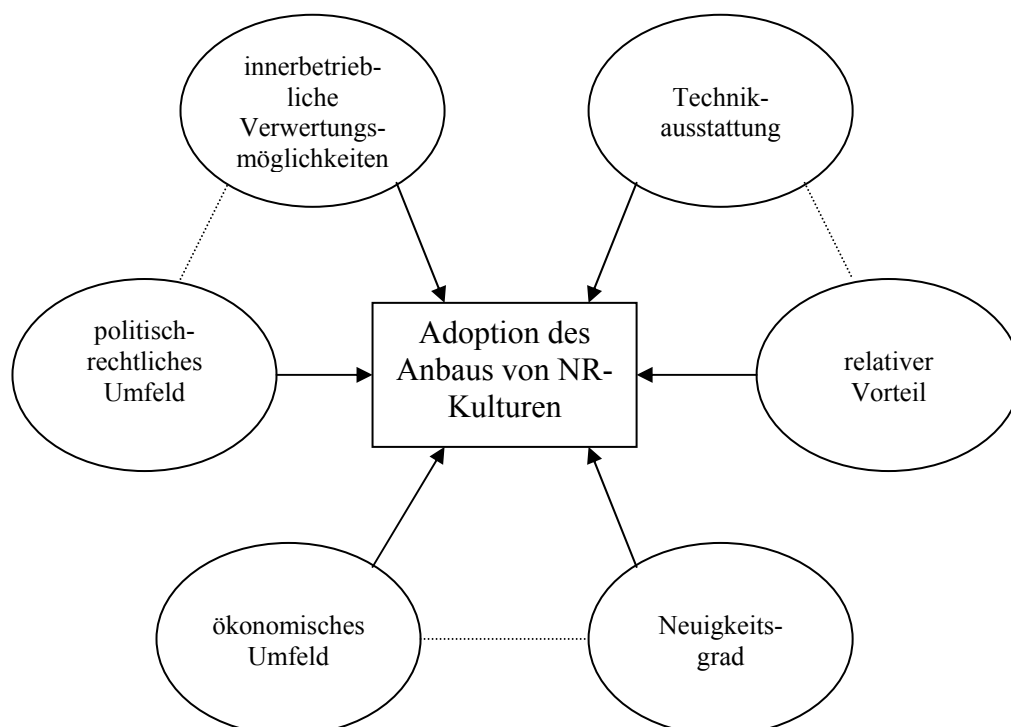 innerbetrieb-
liche
Verwertungs-
möglichkeiten
Technik-
ausstattung
politisch-
rechtliches
Umfeld
Adoption des
Anbaus von NR-
Kulturen
relativer
Vorteil
ökonomisches
Umfeld
Neuigkeits-
grad